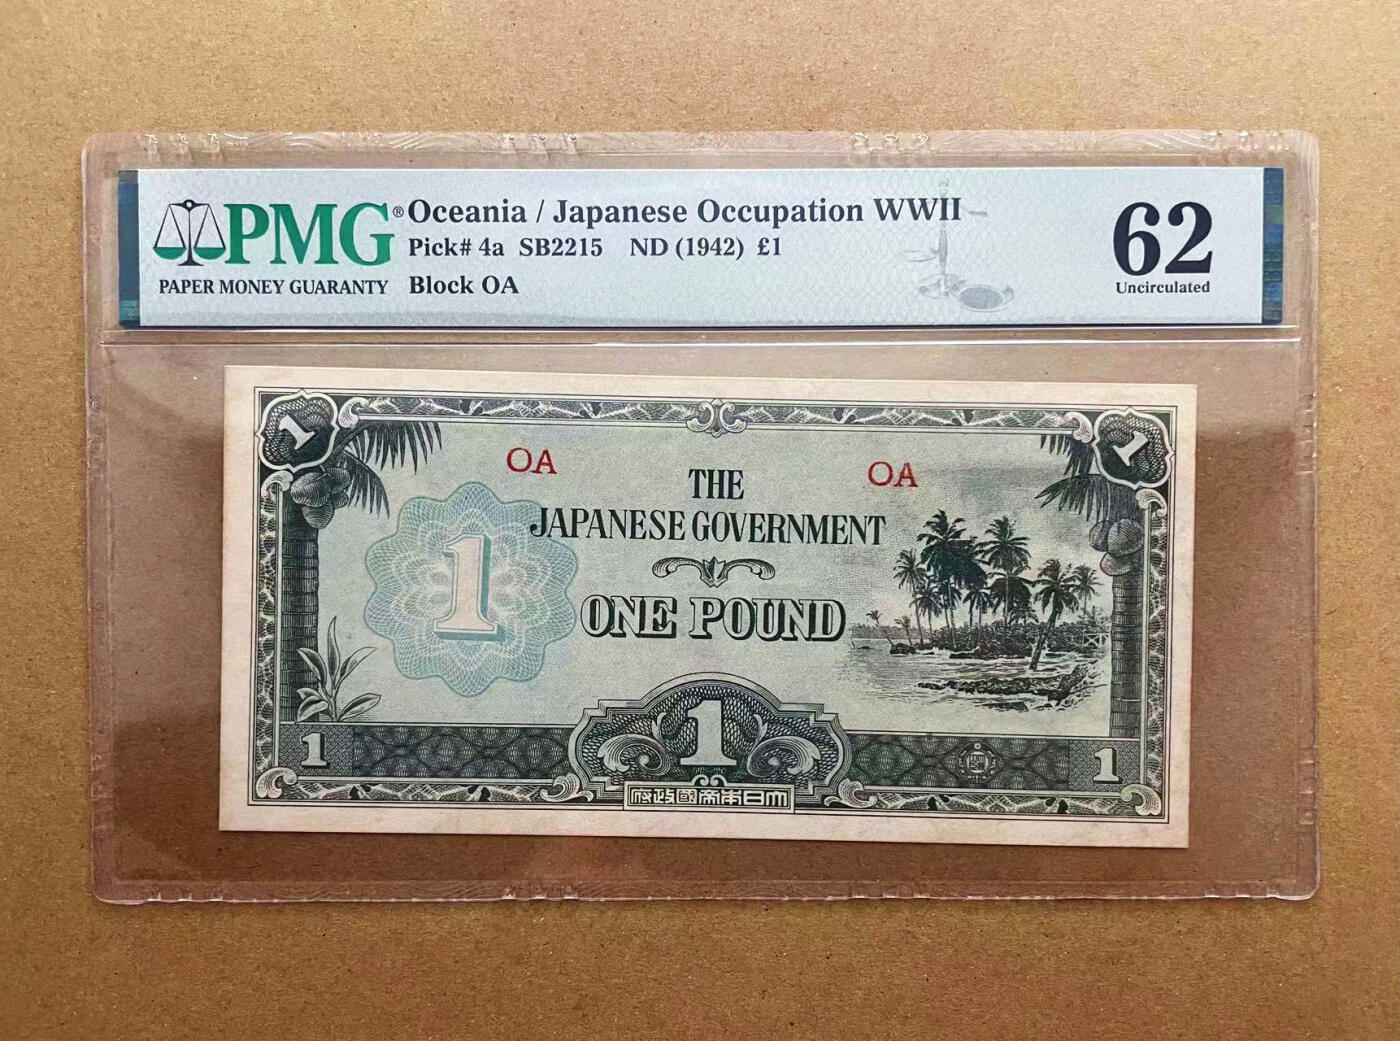 PMG®
PAPER MONEY GUARANTY
Oceania / Japanese Occupation WWII
Pick# 4a SB2215 ND (1942) £1
Block OA
62
Uncirculated
1
1
OA
OA
THE
JAPANESE GOVERNMENT
1
ONE POUND
1
1
1
府政國帝本日大